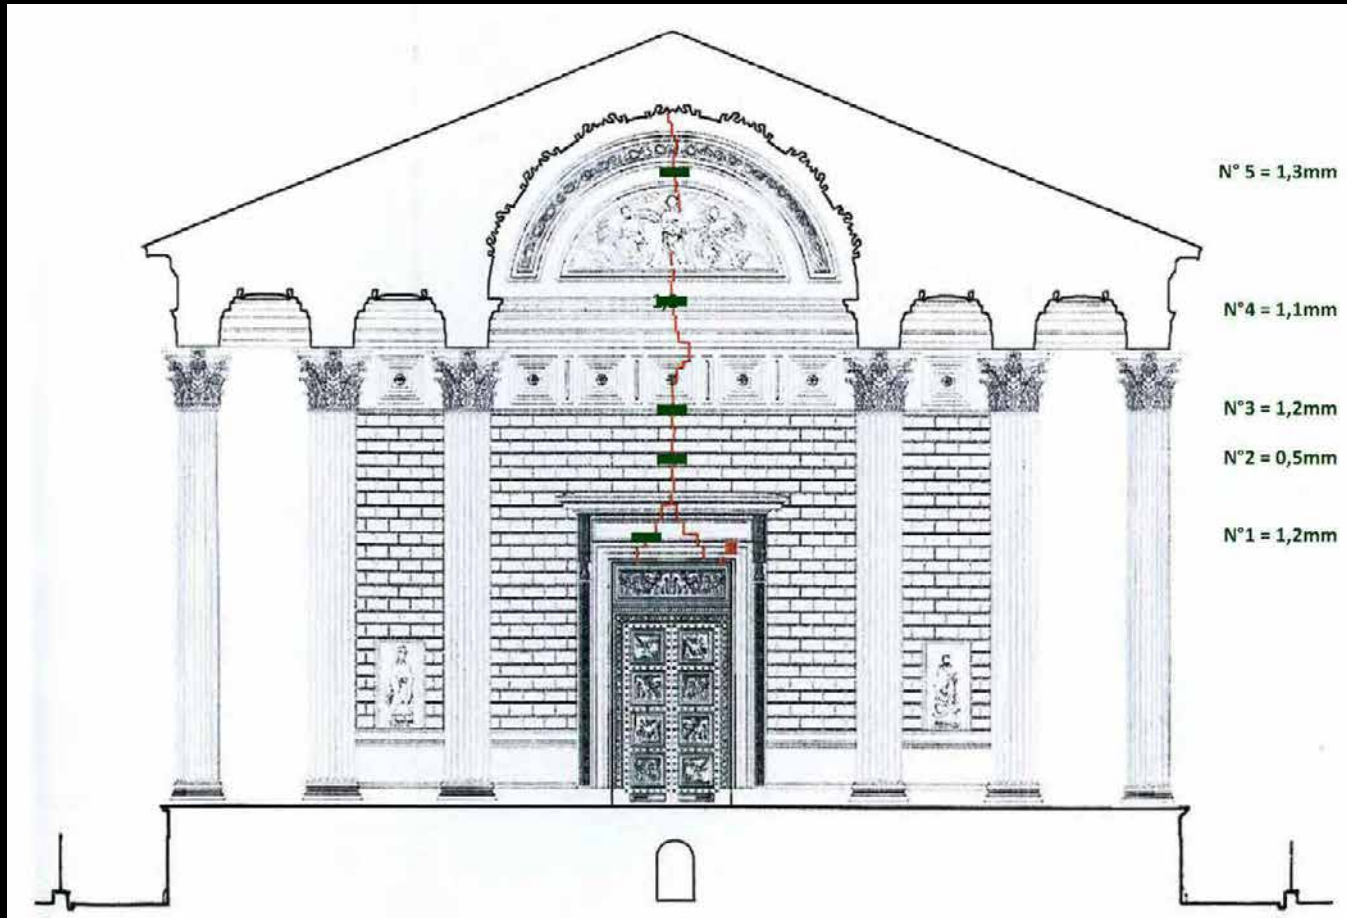 N° 5 = 1,3mm
N°4 = 1,1mm
N°3 = 1,2mm
N°2 = 0,5mm
N°1 = 1,2mm